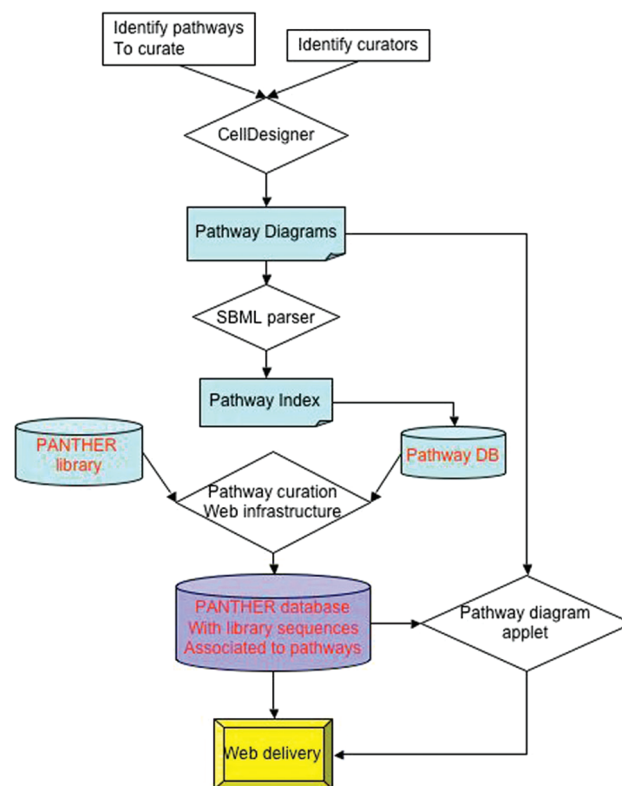 Identify pathways
To curate
Identify curators
CellDesigner
Pathway Diagrams
SBML parser
Pathway Index
PANTHER
library
Pathway DB
Pathway curation
Web infrastructure
PANTHER database
With library sequences
Associated to pathways
Pathway diagram
applet
Web delivery